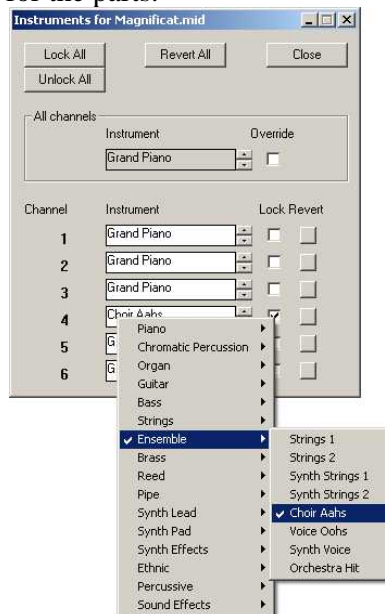 for the parts.
Instruments for Magnificat.mid
Lock All Revert All Close
Unlock All
All channels
Instrument Override
Grand Piano
Channel Instrument Lock Revert
1 Grand Piano
2 Grand Piano
3 Grand Piano
4 Choir Aahs
5 G
6 G
Piano
Chromatic Percussion
Organ
Guitar
Bass
Strings
Ensemble
Brass
Reed
Pipe
Synth Lead
Synth Pad
Synth Effects
Ethnic
Percussive
Sound Effects
Strings 1
Strings 2
Synth Strings 1
Synth Strings 2
Choir Aahs
Voice Oohs
Synth Voice
Orchestra Hit